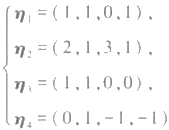 η₁ = ( 1 , 1 , 0 , 1 ) ,
η₂ = ( 2 , 1 , 3 , 1 ) ,
η₃ = ( 1 , 1 , 0 , 0 ) ,
η₄ = ( 0 , 1 , -1 , -1 )